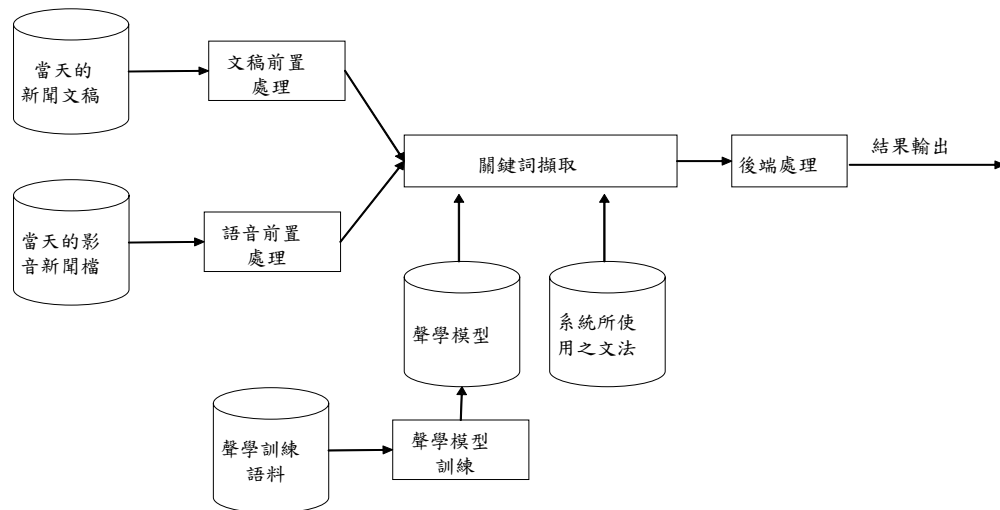 當天的
新聞文稿
文稿前置
處理
關鍵詞擷取
後端處理
結果輸出
當天的影
音新聞檔
語音前置
處理
聲學模型
系統所使
用之文法
聲學訓練
語料
聲學模型
訓練